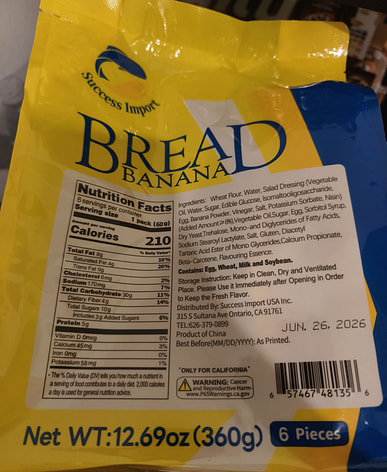 Success Import
BREAD
BANANA
Nutrition Facts
6 servings per container
Serving size 1 pack (60g)
Amount per serving
Calories 210
% Daily Value*
Total Fat 8g
Saturated Fat 4g 20%
Trans Fat 0g
Cholesterol 6mg
Sodium 170mg 7%
Total Carbohydrate 30g 11%
Dietary Fiber 4g 14%
Total Sugars 10g
Includes 3g Added Sugars 6%
Protein 5g
Vitamin D 0mcg 0%
Calcium 45mg 3%
Iron 0mg 0%
Potassium 58mg 1%
* The % Daily Value (DV) tells you how much a nutrient in
a serving of food contributes to a daily diet. 2,000 calories
a day is used for general nutrition advice.
Ingredients: Wheat Flour, Water, Salad Dressing (Vegetable
Oil, Water, Sugar, Edible Glucose, Isomaltooligosaccharide,
Egg, Banana Powder, Vinegar, Salt, Potassium Sorbate, Nisin)
(Added Amount ≥8%), Vegetable Oil, Sugar, Egg, Sorbitol Syrup,
Dry Yeast, Trehalose, Mono-and Diglycerides of Fatty Acids,
Sodium Stearoyl Lactylate, Salt, Gluten, Diacetyl
Tartaric Acid Ester of Mono Glycerides, Calcium Propionate,
Beta-Carotene, Flavouring Essence.
Contains: Egg, Wheat, Milk and Soybean.
Storage Instruction: Keep in Clean, Dry and Ventilated
Place. Please Use it Immediately after Opening in Order
to Keep the Fresh Flavor.
Distributed By: Success Import USA Inc.
315 S Sultana Ave Ontario, CA 91761
TEL:626-379-0899
Product of China
Best Before(MM/DD/YYYY): As Printed.
JUN. 26, 2026
"ONLY FOR CALIFORNIA"
WARNING: Cancer
and Reproductive Harm
www.P65Warnings.ca.gov
6 57467 48135 6
Net WT:12.69oz (360g) 6 Pieces